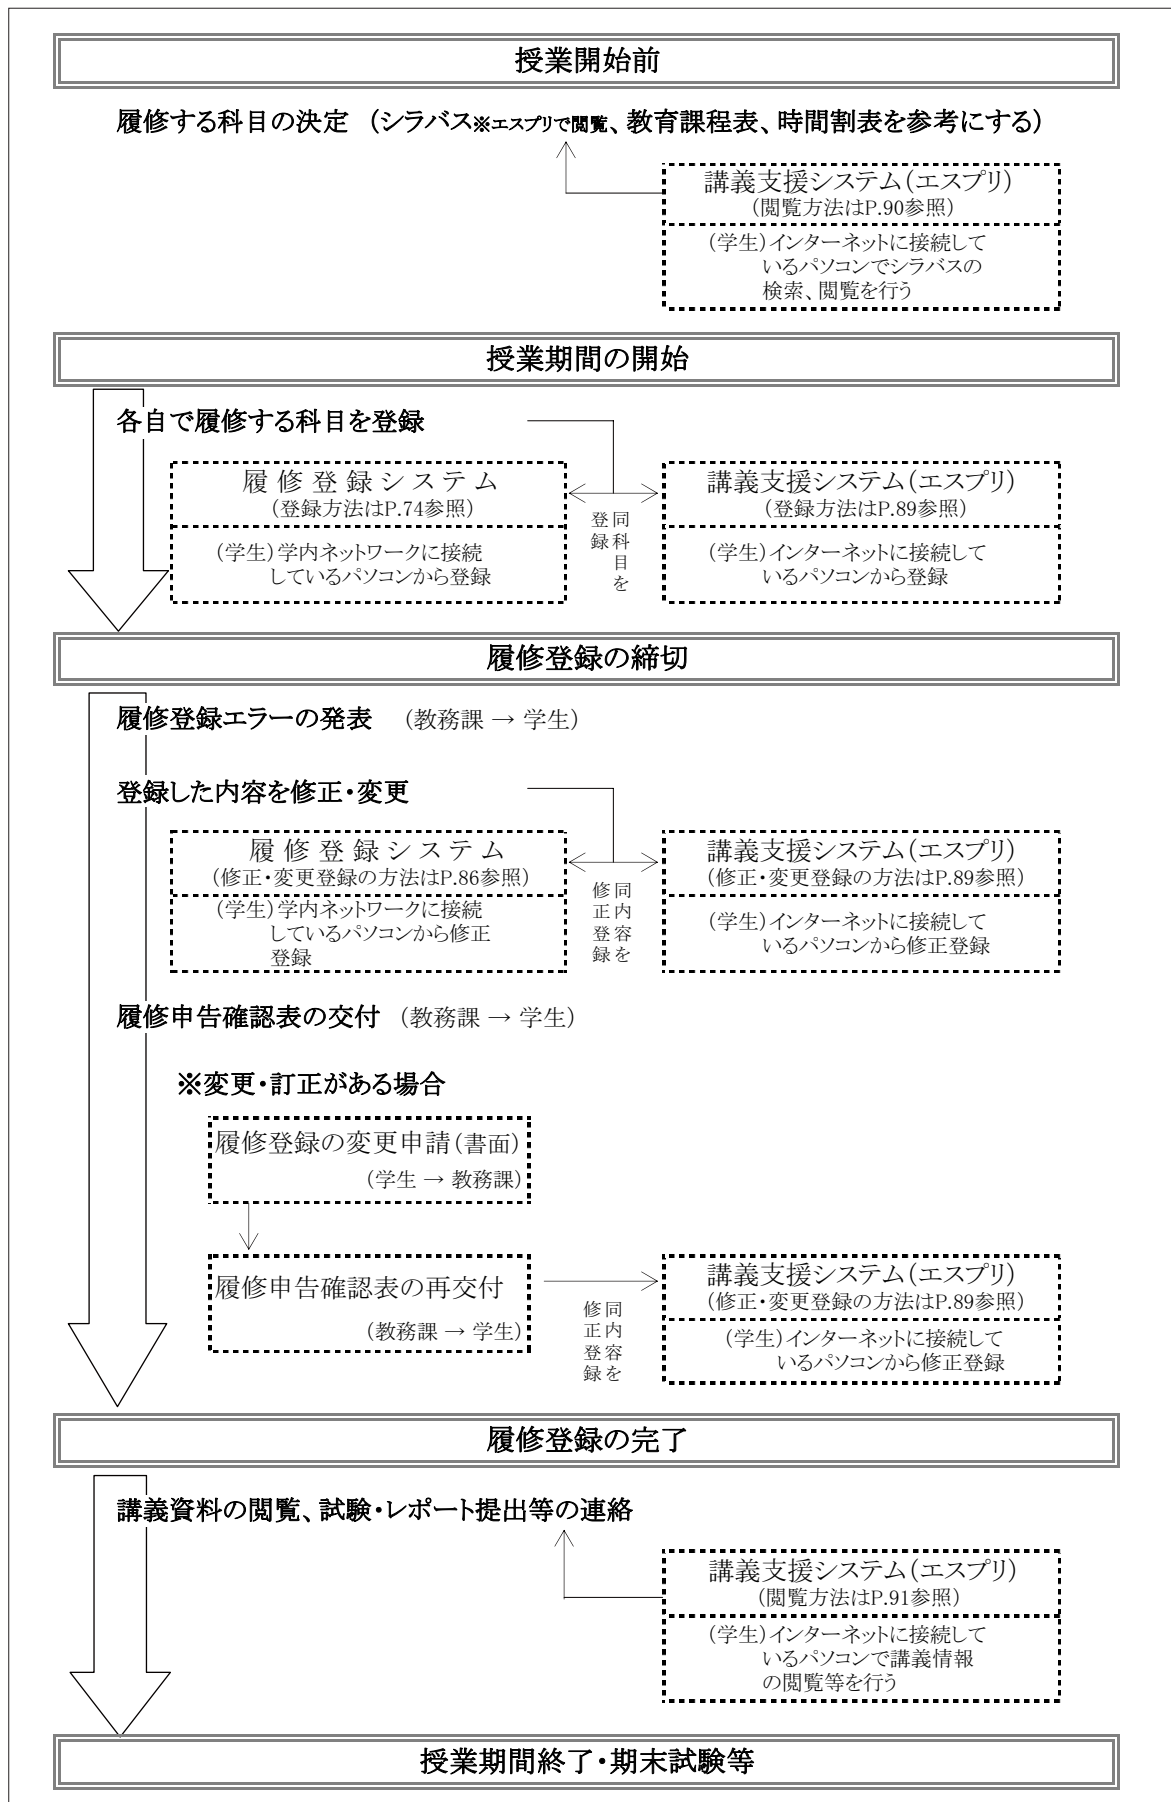 授業開始前
履修する科目の決定 (シラバス※エスプリで閲覧、教育課程表、時間割表を参考にする)
講義支援システム(エスプリ)
(閲覧方法はP.90参照)
(学生)インターネットに接続して
いるパソコンでシラバスの
検索、閲覧を行う
授業期間の開始
各自で履修する科目を登録
履修登録システム
(登録方法はP.74参照)
(学生)学内ネットワークに接続
しているパソコンから登録
同科目を
登録
講義支援システム(エスプリ)
(登録方法はP.89参照)
(学生)インターネットに接続して
いるパソコンから登録
履修登録の締切
履修登録エラーの発表 (教務課 → 学生)
登録した内容を修正・変更
履修登録システム
(修正・変更登録の方法はP.86参照)
(学生)学内ネットワークに接続
しているパソコンから修正
登録
同内容を
修正登録
講義支援システム(エスプリ)
(修正・変更登録の方法はP.89参照)
(学生)インターネットに接続して
いるパソコンから修正登録
履修申告確認表の交付 (教務課 → 学生)
※変更・訂正がある場合
履修登録の変更申請(書面)
(学生 → 教務課)
履修申告確認表の再交付
(教務課 → 学生)
同内容を
修正登録
講義支援システム(エスプリ)
(修正・変更登録の方法はP.89参照)
(学生)インターネットに接続して
いるパソコンから修正登録
履修登録の完了
講義資料の閲覧、試験・レポート提出等の連絡
講義支援システム(エスプリ)
(閲覧方法はP.91参照)
(学生)インターネットに接続して
いるパソコンで講義情報
の閲覧等を行う
授業期間終了・期末試験等